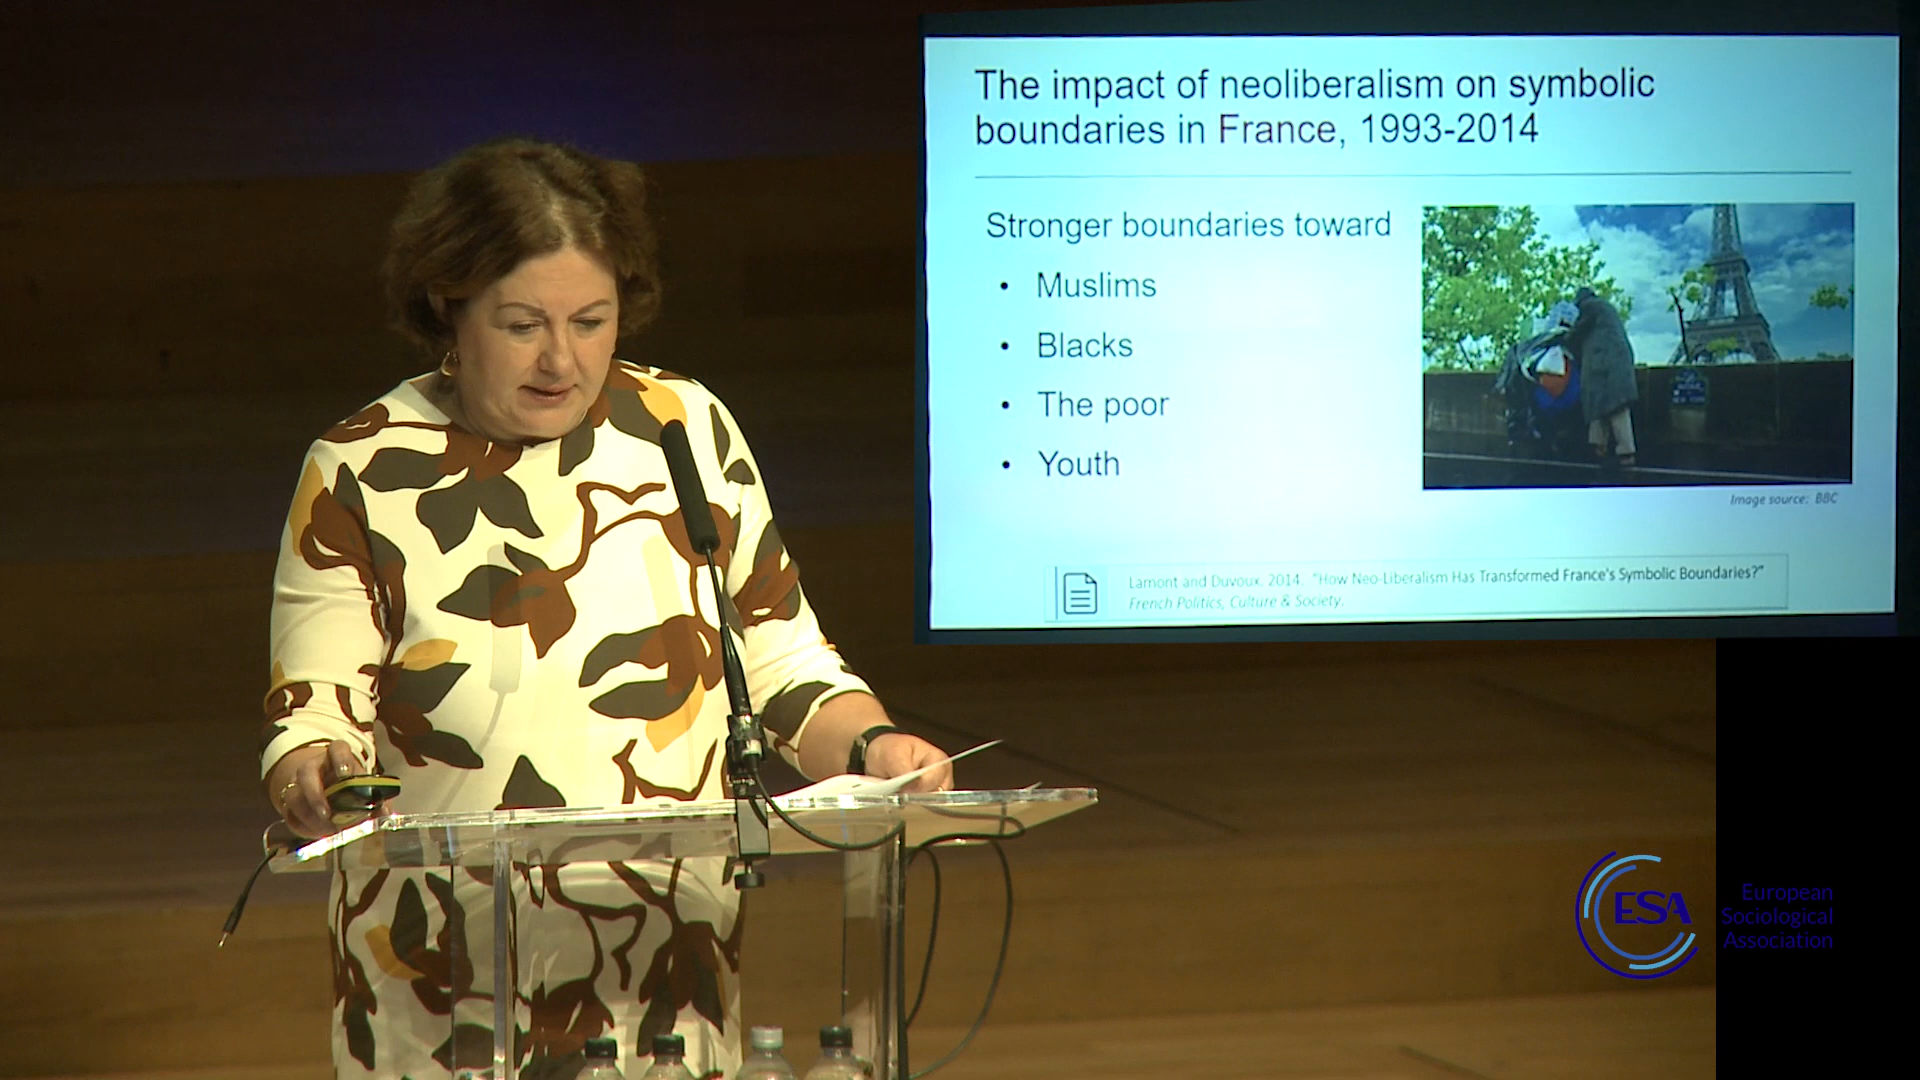 The impact of neoliberalism on symbolic
boundaries in France, 1993-2014
Stronger boundaries toward
• Muslims
• Blacks
• The poor
• Youth
Image source: BBC
Lamont and Duvoux. 2014. "How Neo-Liberalism Has Transformed France's Symbolic Boundaries?"
French Politics, Culture & Society.
ESA
European
Sociological
Association